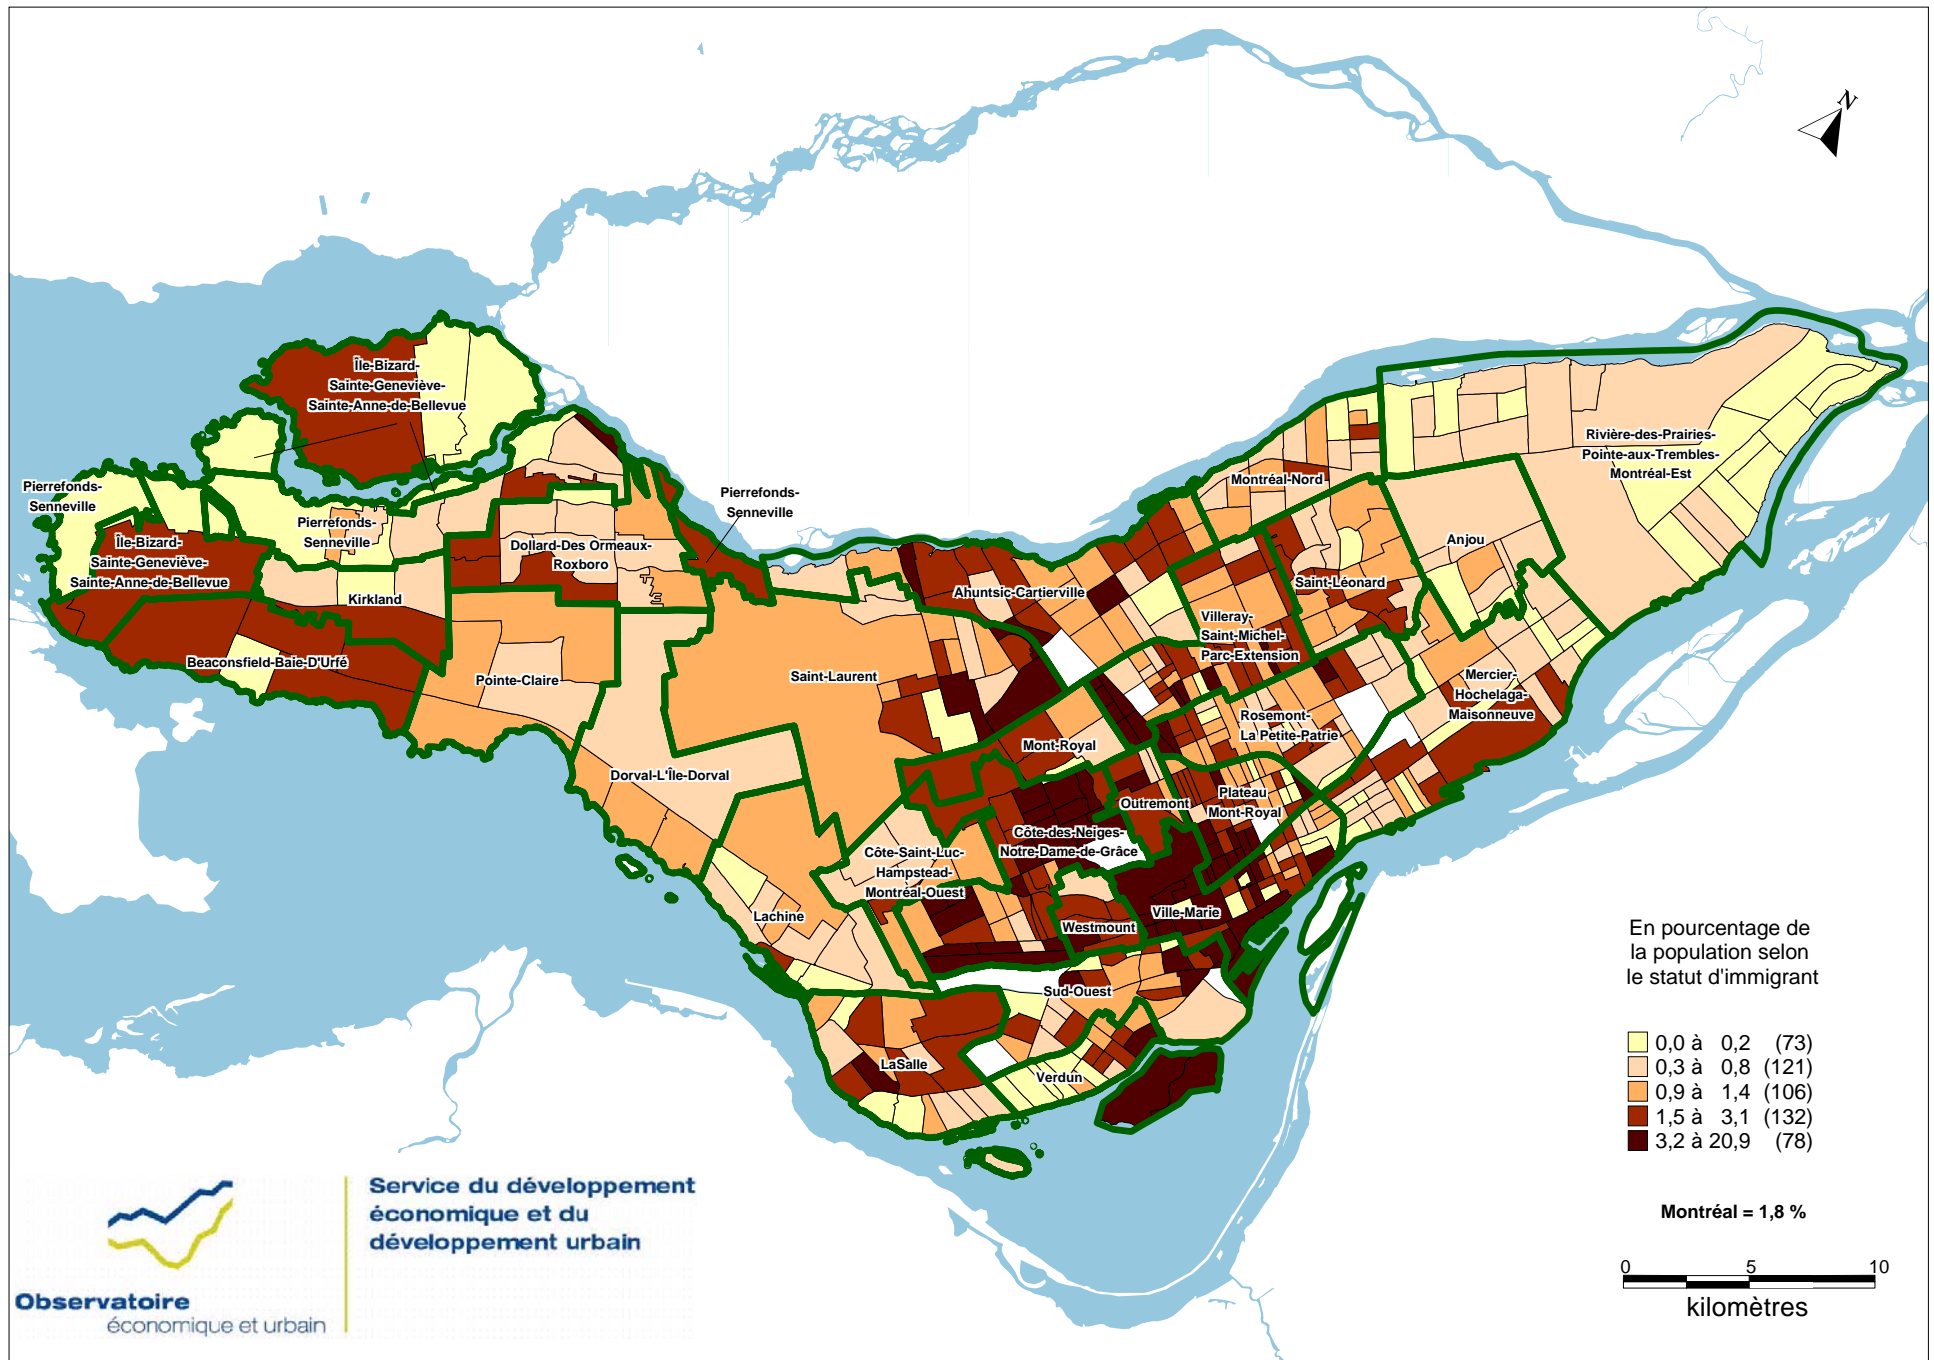 N
Île-Bizard-
Sainte-Geneviève-
Sainte-Anne-de-Bellevue
Pierrefonds-
Senneville
Pierrefonds-
Senneville
Pierrefonds-
Senneville
Île-Bizard-
Sainte-Geneviève-
Sainte-Anne-de-Bellevue
Dollard-Des Ormeaux-
Roxboro
Kirkland
Beaconsfield-Baie-D'Urfé
Pointe-Claire
Dorval-L'Île-Dorval
Saint-Laurent
Ahuntsic-Cartierville
Montréal-Nord
Rivière-des-Prairies-
Pointe-aux-Trembles-
Montréal-Est
Anjou
Saint-Léonard
Villeray-
Saint-Michel-
Parc-Extension
Mercier-
Hochelaga-
Maisonneuve
Rosemont-
La Petite-Patrie
Mont-Royal
Outremont
Plateau
Mont-Royal
Côte-des-Neiges-
Notre-Dame-de-Grâce
Côte-Saint-Luc-
Hampstead-
Montréal-Ouest
Lachine
Westmount
Ville-Marie
Sud-Ouest
LaSalle
Verdun
En pourcentage de
la population selon
le statut d'immigrant
0,0 à 0,2 (73)
0,3 à 0,8 (121)
0,9 à 1,4 (106)
1,5 à 3,1 (132)
3,2 à 20,9 (78)
Montréal = 1,8 %
0 5 10
kilomètres
Service du développement
économique et du
développement urbain
Observatoire
économique et urbain